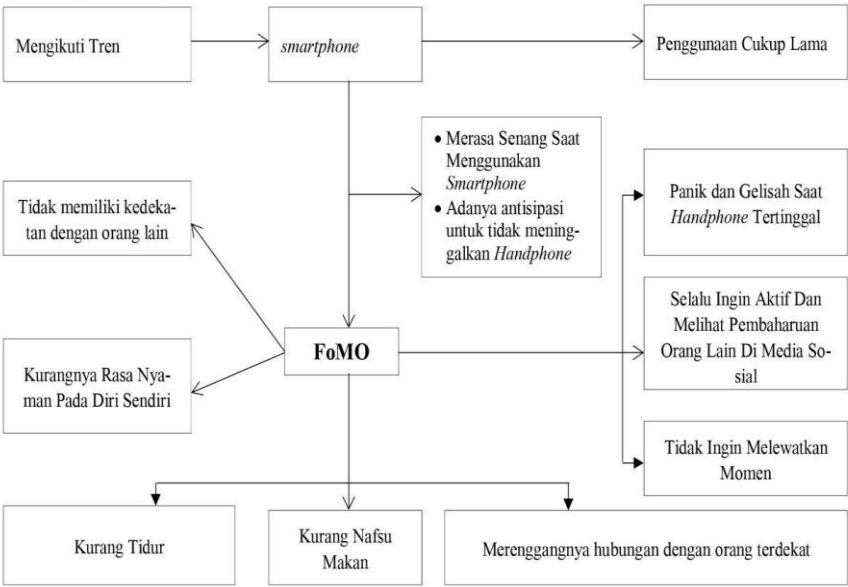 Mengikuti Tren
smartphone
Penggunaan Cukup Lama
• Merasa Senang Saat
Menggunakan
Smartphone
• Adanya antisipasi
untuk tidak mening-
galkan Handphone
Panik dan Gelisah Saat
Handphone Tertinggal
Tidak memiliki kedeka-
tan dengan orang lain
Selalu Ingin Aktif Dan
Melihat Pembaharuan
Orang Lain Di Media So-
sial
FoMO
Kurangnya Rasa Nya-
man Pada Diri Sendiri
Tidak Ingin Melewatkan
Momen
Kurang Tidur
Kurang Nafsu
Makan
Merenggangnya hubungan dengan orang terdekat